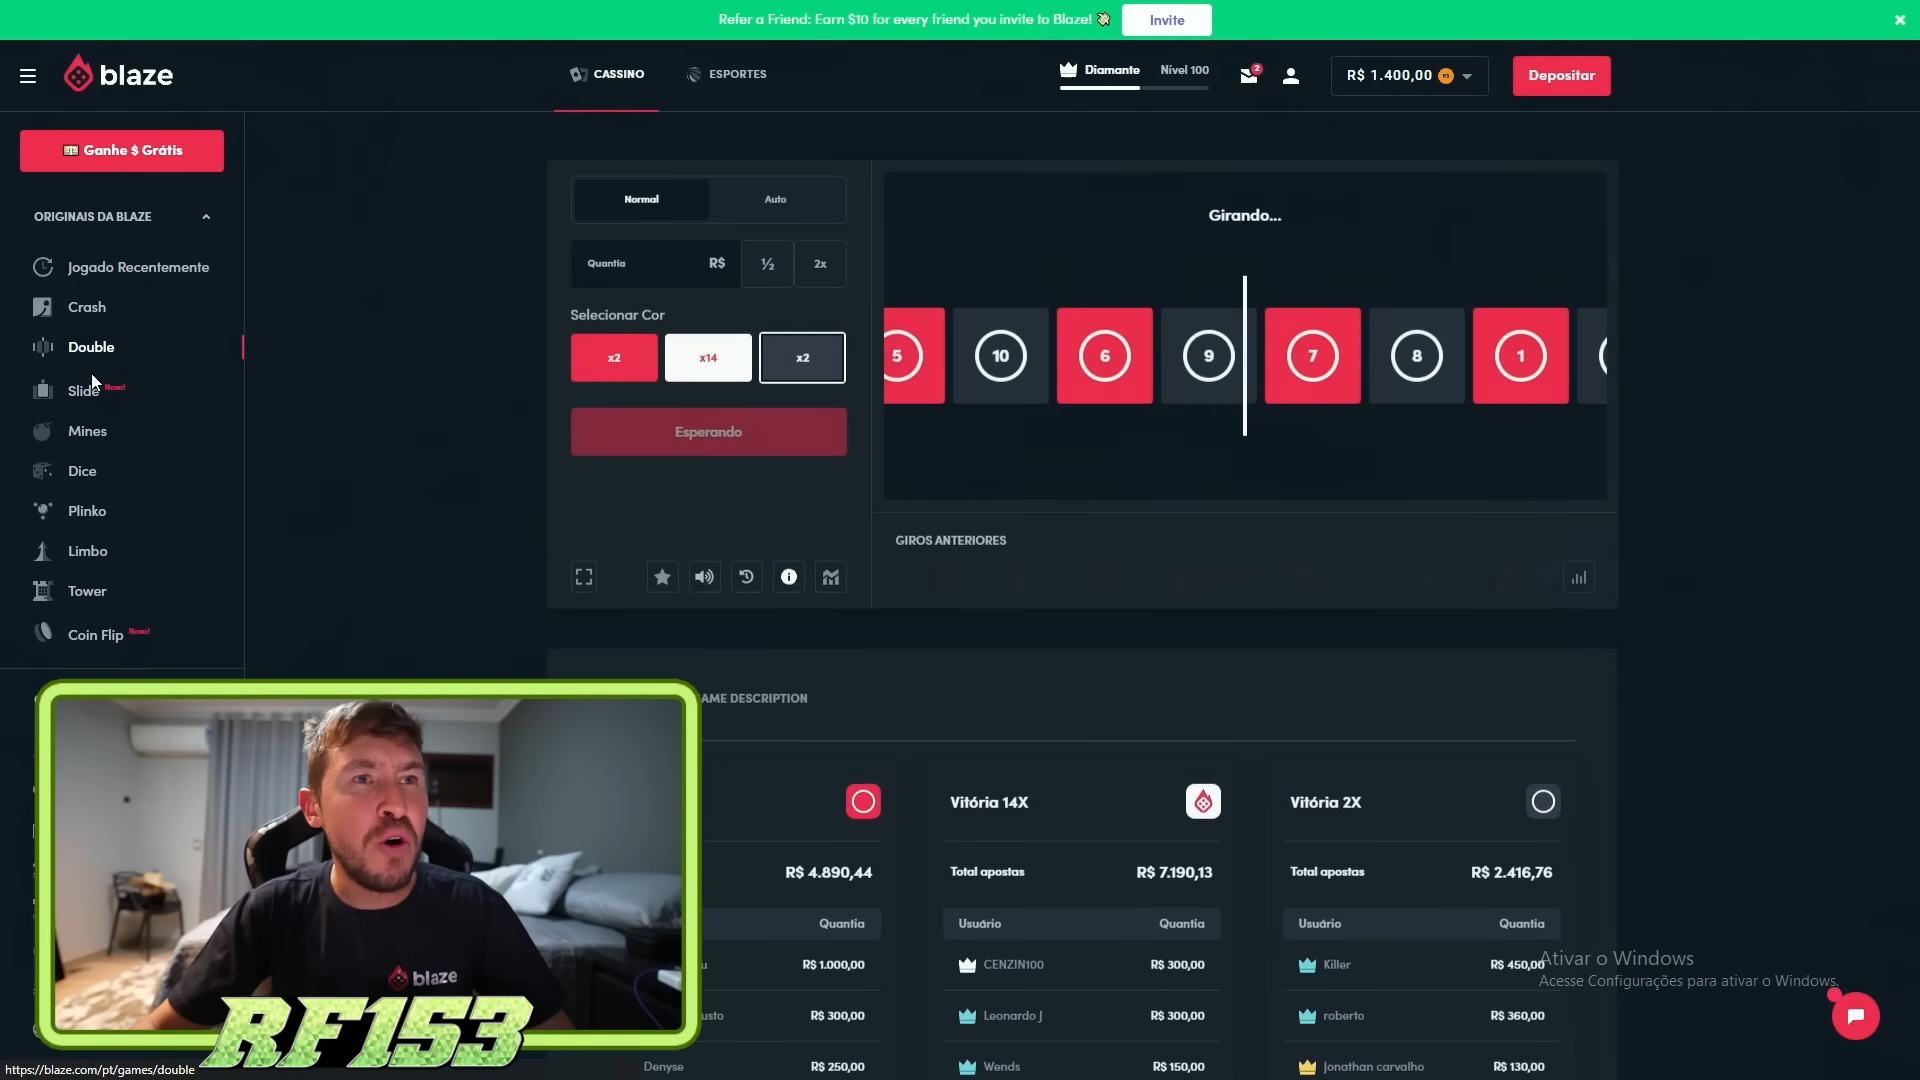 Refer a Friend: Earn $10 for every friend you invite to Blaze!
Invite
blaze
CASSINO
ESPORTES
Diamante
Nível 100
2
R$ 1.400,00
R$
Depositar
Ganhe $ Grátis
ORIGINAIS DA BLAZE
Jogado Recentemente
Crash
Double
Slide Novo!
Mines
Dice
Plinko
Limbo
Tower
Coin Flip Novo!
Normal
Auto
Quantia
R$
½
2x
Selecionar Cor
x2
x14
x2
Esperando
Girando...
5
10
6
9
7
8
1
GIROS ANTERIORES
AME DESCRIPTION
Vitória 14X
Vitória 2X
R$ 4.890,44
Total apostas
R$ 7.190,13
Total apostas
R$ 2.416,76
Quantia
Usuário
Quantia
Usuário
Quantia
u
R$ 1.000,00
CENZIN100
R$ 300,00
Killer
R$ 450,00
usto
R$ 300,00
Leonardo J
R$ 300,00
roberto
R$ 360,00
Denyse
R$ 250,00
Wends
R$ 150,00
Jonathan carvalho
R$ 130,00
Ativar o Windows
Acesse Configurações para ativar o Windows.
blaze
RF153
https://blaze.com/pt/games/double